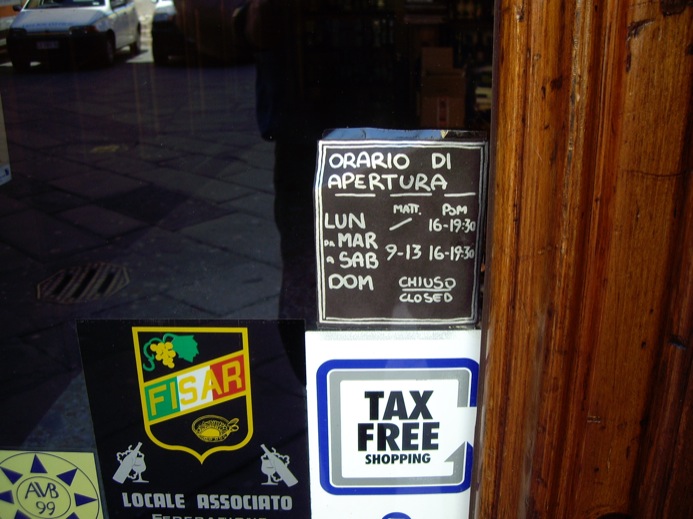 ORARIO DI
APERTURA
MATT. POM
LUN / 16-19:30
DA MAR
A SAB 9-13 16-19:30
DOM CHIUSO
CLOSED
FISAR
LOCALE ASSOCIATO
FEDERAZIONE
TAX
FREE
SHOPPING
AVB
99